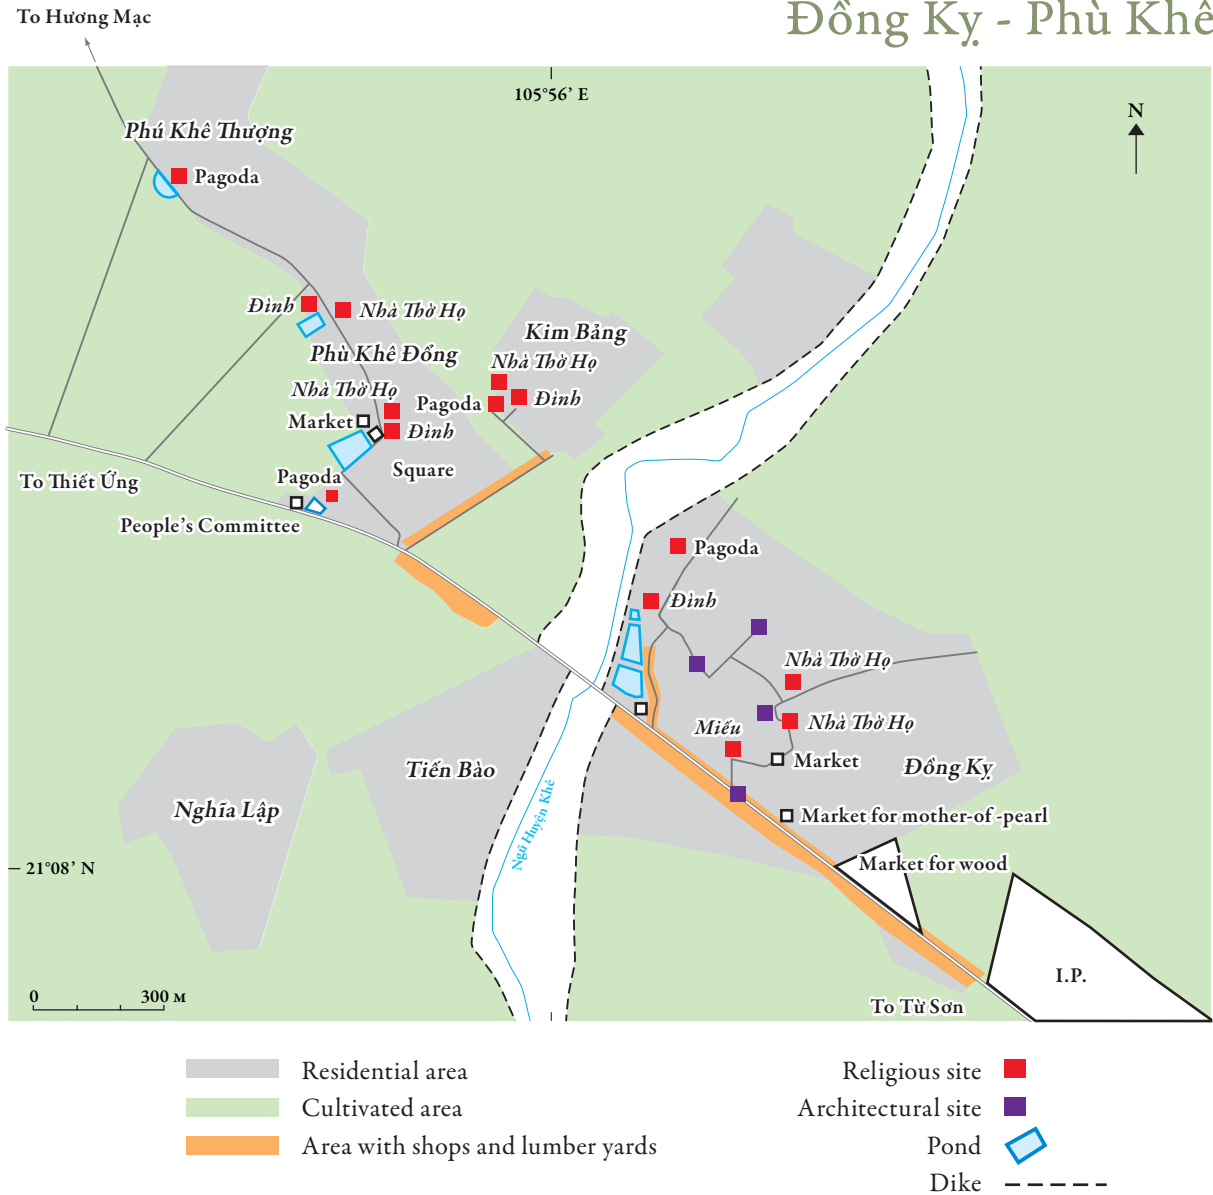 To Hương Mạc
Đồng Kỵ - Phù Khê
105°56’ E
N
Phú Khê Thượng
Pagoda
Đình
Nhà Thờ Họ
Kim Bảng
Phù Khê Đổng
Nhà Thờ Họ
Nhà Thờ Họ
Pagoda
Đình
Market
Đình
Square
To Thiết Ứng
Pagoda
People’s Committee
Pagoda
Đình
Nhà Thờ Họ
Miếu
Nhà Thờ Họ
Market
Đồng Kỵ
Tiến Bào
Nghĩa Lập
Ngũ Huyện Khê
Market for mother-of -pearl
Market for wood
21°08’ N
I.P.
0 300 M
To Từ Sơn
Residential area
Cultivated area
Area with shops and lumber yards
Religious site
Architectural site
Pond
Dike